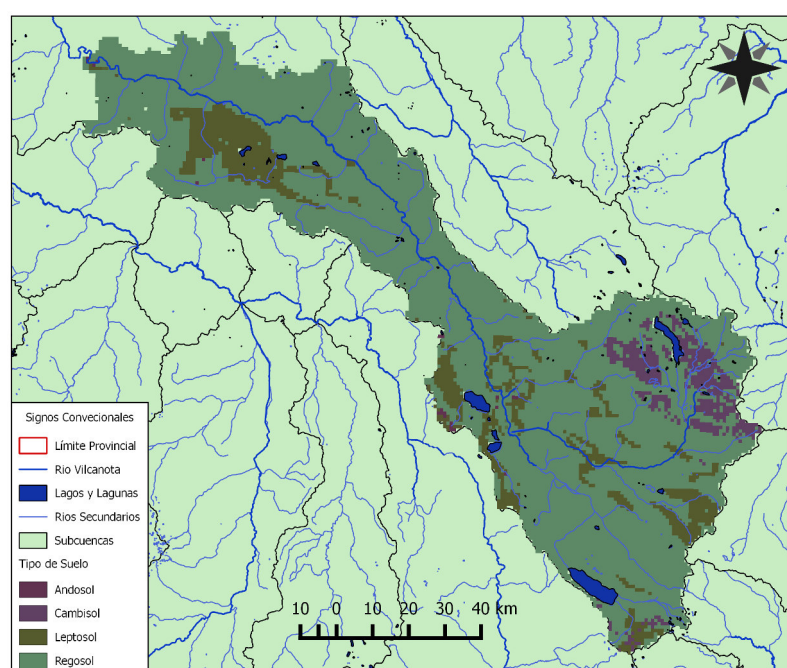 Signos Convecionales
Límite Provincial
Rio Vilcanota
Lagos y Lagunas
Rios Secundarios
Subcuencas
Tipo de Suelo
Andosol
Cambisol
Leptosol
Regosol
10 0 10 20 30 40 km